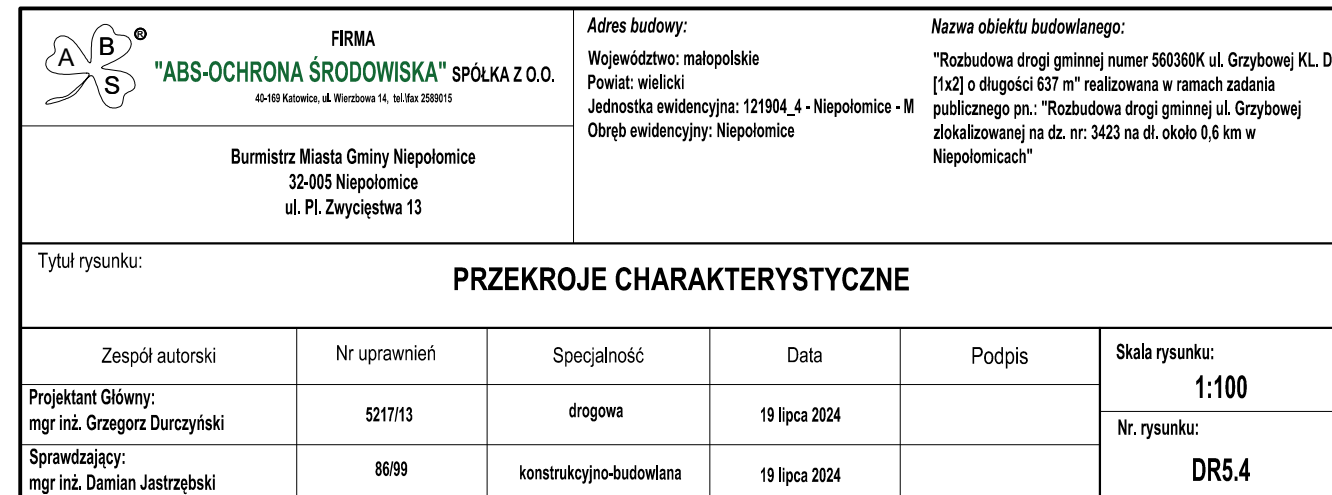 A B S ®
FIRMA
"ABS-OCHRONA ŚRODOWISKA" SPÓŁKA Z O.O.
40-169 Katowice, ul. Wierzbowa 14, tel.\fax 2589015
Burmistrz Miasta Gminy Niepołomice
32-005 Niepołomice
ul. Pl. Zwycięstwa 13
Adres budowy:
Województwo: małopolskie
Powiat: wielicki
Jednostka ewidencyjna: 121904_4 - Niepołomice - M
Obręb ewidencyjny: Niepołomice
Nazwa obiektu budowlanego:
"Rozbudowa drogi gminnej numer 560360K ul. Grzybowej KL. D
[1x2] o długości 637 m" realizowana w ramach zadania
publicznego pn.: "Rozbudowa drogi gminnej ul. Grzybowej
zlokalizowanej na dz. nr: 3423 na dł. około 0,6 km w
Niepołomicach"
Tytuł rysunku:
PRZEKROJE CHARAKTERYSTYCZNE
Zespół autorski Nr uprawnień Specjalność Data Podpis
Projektant Główny:
mgr inż. Grzegorz Durczyński 5217/13 drogowa 19 lipca 2024
Sprawdzający:
mgr inż. Damian Jastrzębski 86/99 konstrukcyjno-budowlana 19 lipca 2024
Skala rysunku:
1:100
Nr. rysunku:
DR5.4